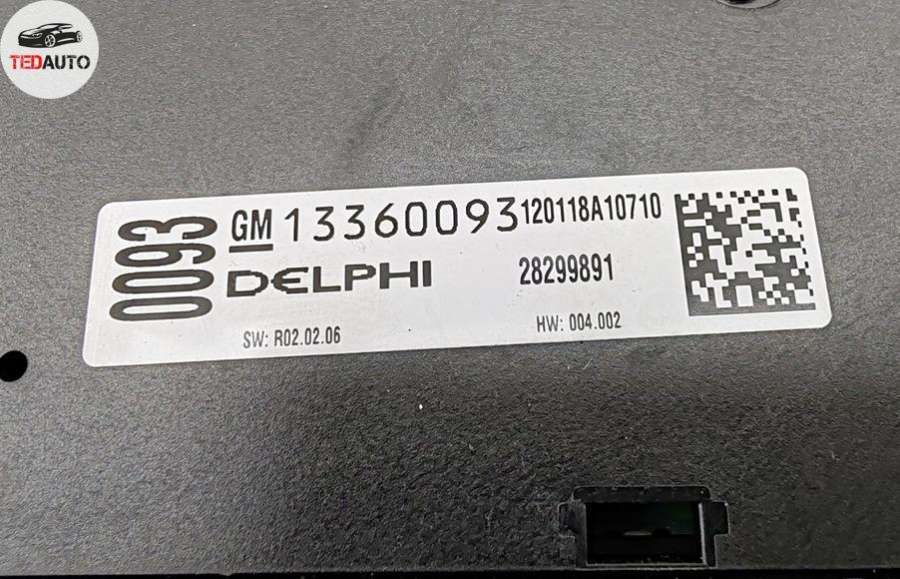 TEDAUTO
0093
GM 13360093 120118A10710
DELPHI 28299891
SW: R02.02.06 HW: 004.002